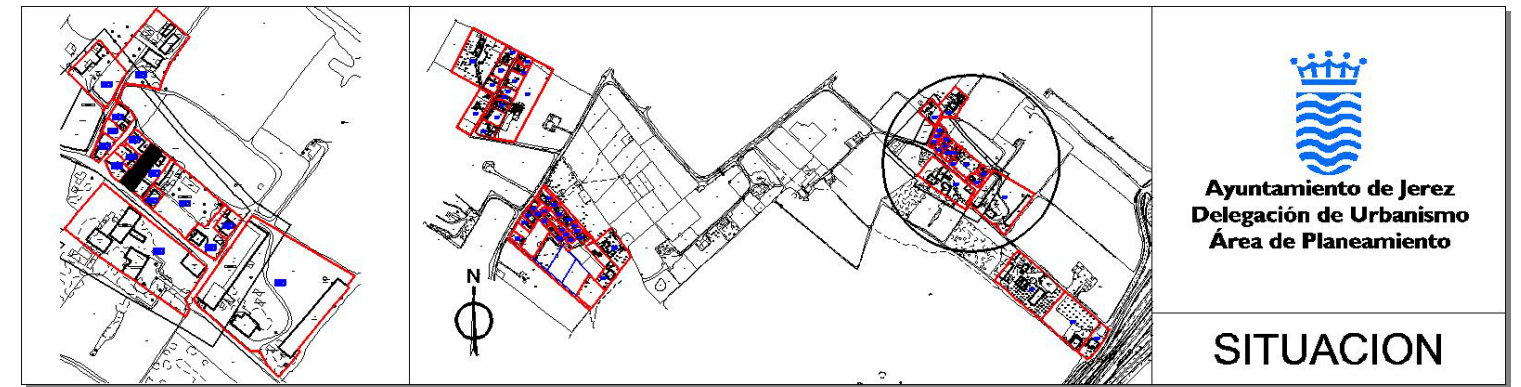 N
Ayuntamiento de Jerez
Delegación de Urbanismo
Área de Planeamiento
SITUACION